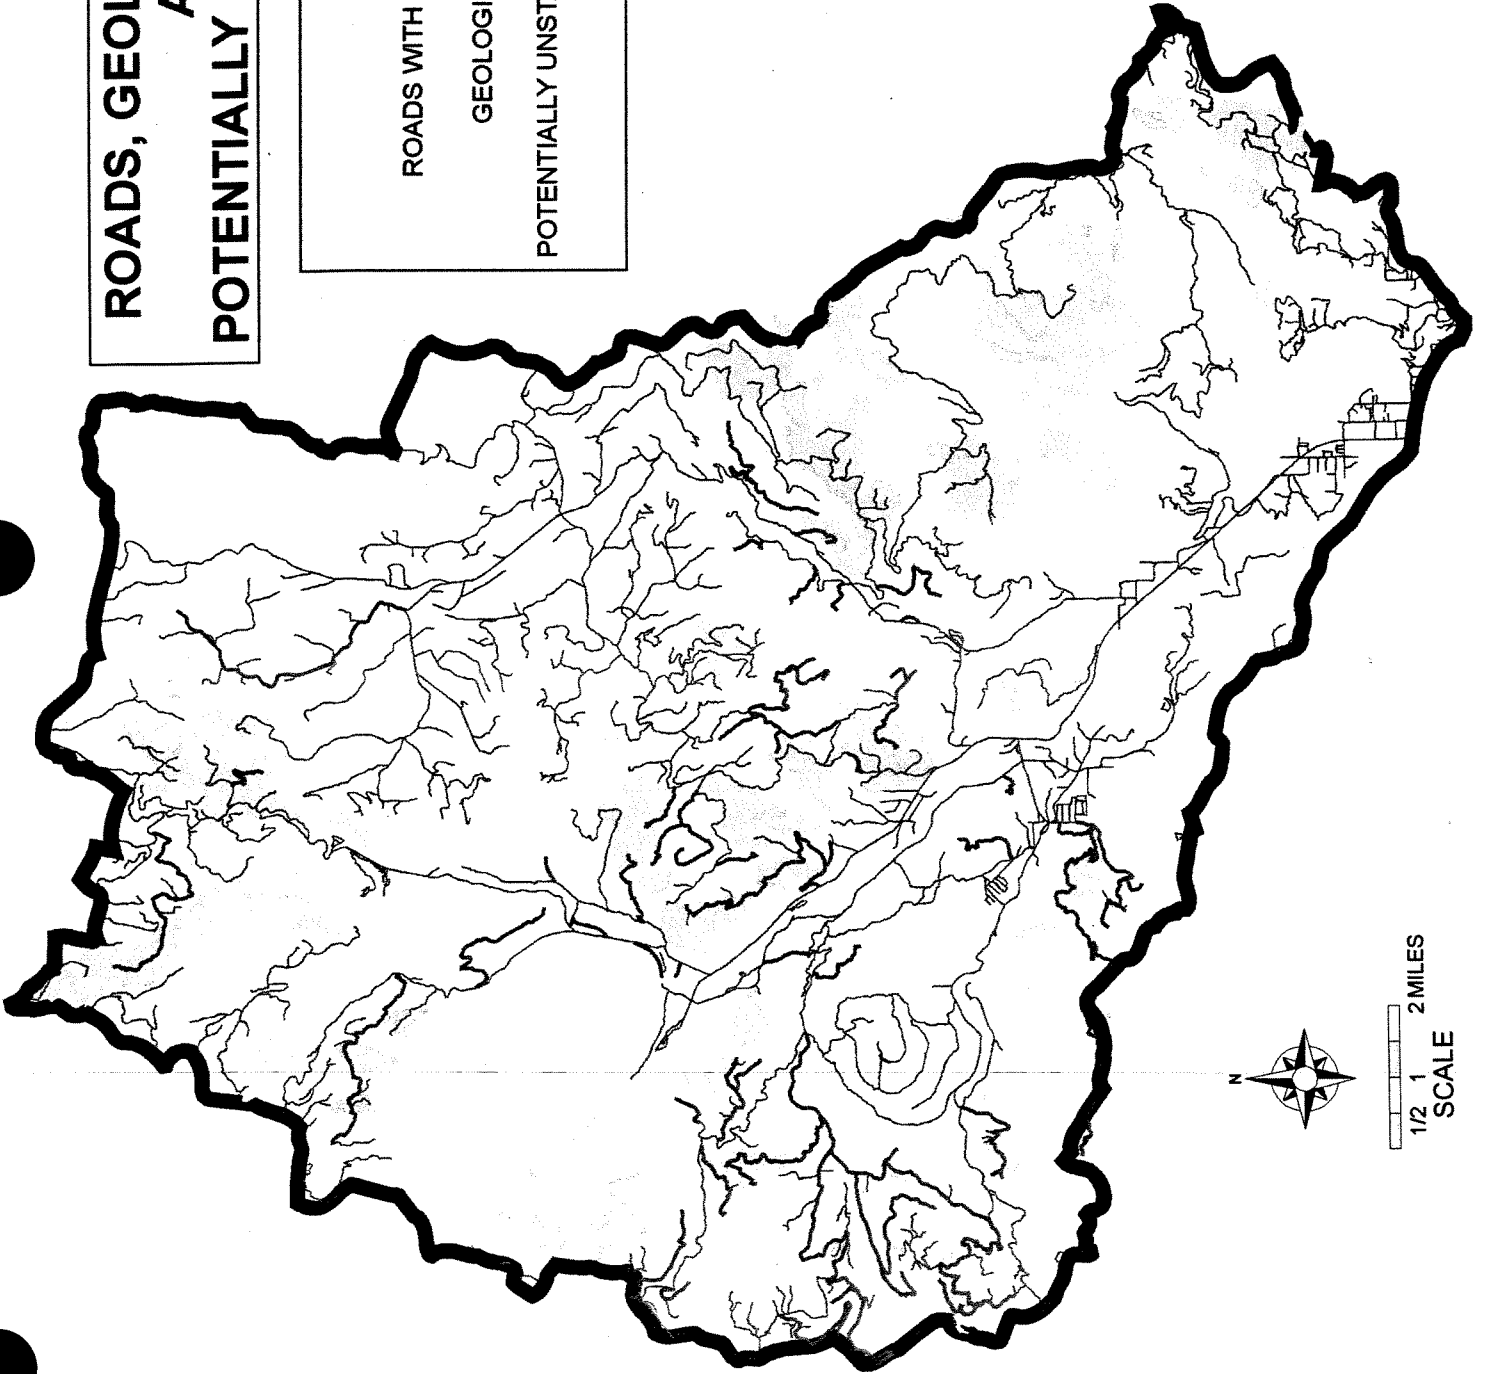 ROADS, GEOL
A
POTENTIALLY
ROADS WITH
GEOLOGI
POTENTIALLY UNST
N
1/2 1 2 MILES
SCALE